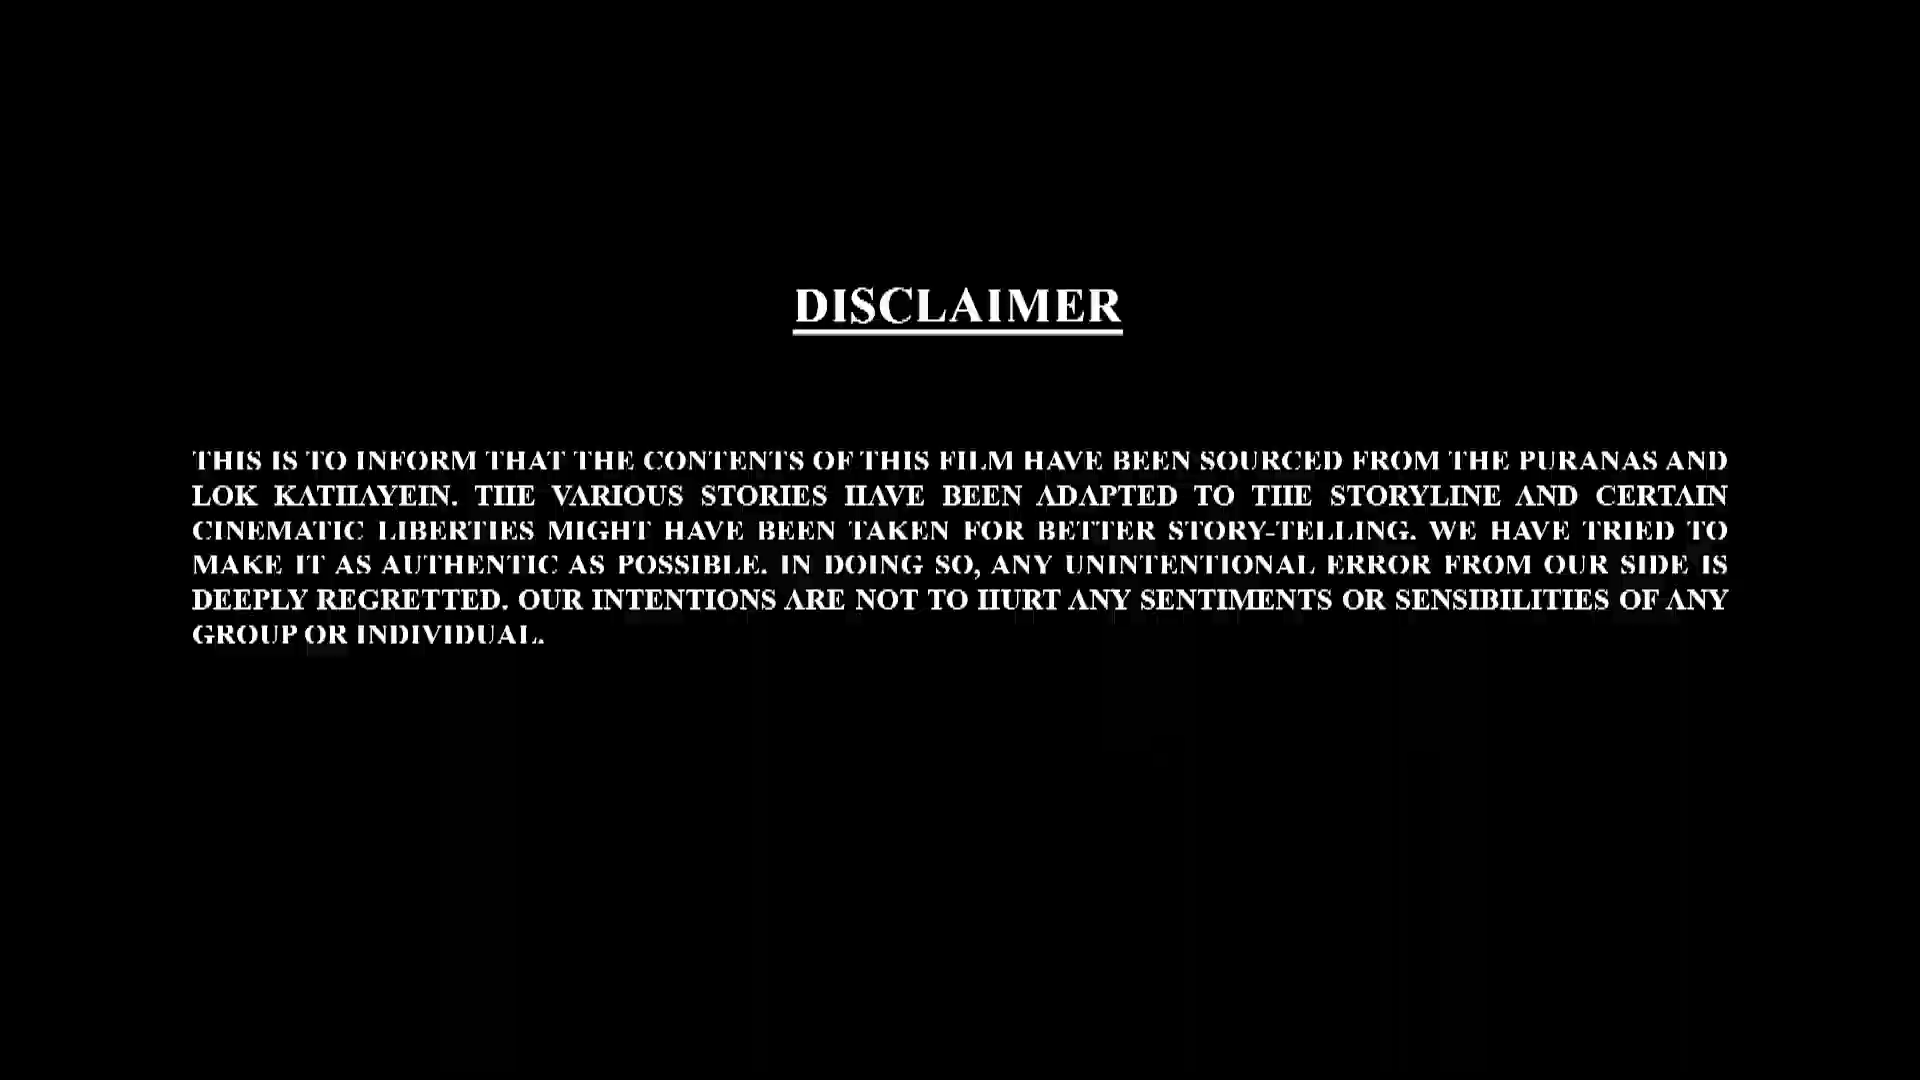 DISCLAIMER
THIS IS TO INFORM THAT THE CONTENTS OF THIS FILM HAVE BEEN SOURCED FROM THE PURANAS AND
LOK KATHAYEIN. THE VARIOUS STORIES HAVE BEEN ADAPTED TO THE STORYLINE AND CERTAIN
CINEMATIC LIBERTIES MIGHT HAVE BEEN TAKEN FOR BETTER STORY-TELLING. WE HAVE TRIED TO
MAKE IT AS AUTHENTIC AS POSSIBLE. IN DOING SO, ANY UNINTENTIONAL ERROR FROM OUR SIDE IS
DEEPLY REGRETTED. OUR INTENTIONS ARE NOT TO HURT ANY SENTIMENTS OR SENSIBILITIES OF ANY
GROUP OR INDIVIDUAL.